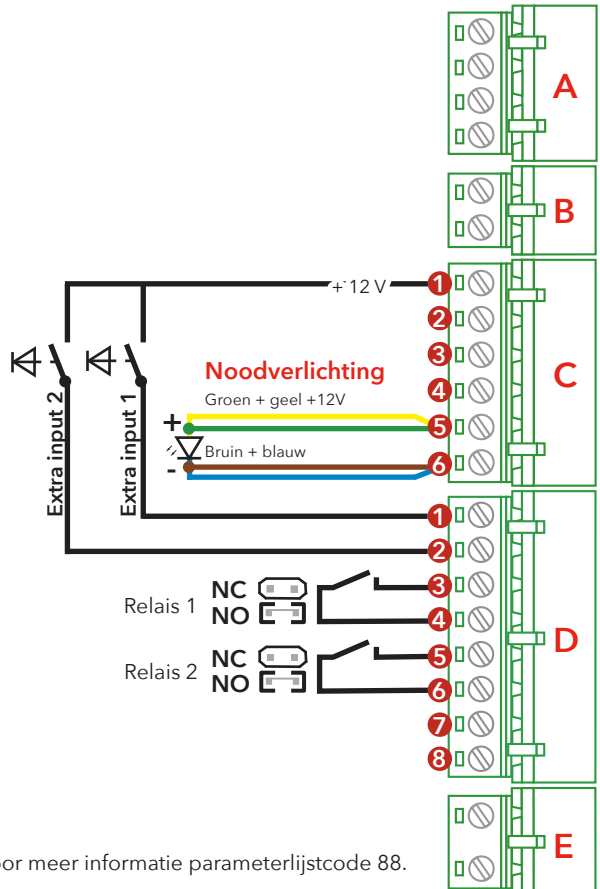 A
B
+ 12 V
1
2
3
4
5
6
C
Noodverlichting
Groen + geel +12V
+
Bruin + blauw
-
Extra input 2
Extra input 1
1
2
3
4
5
6
7
8
D
Relais 1
NC
NO
Relais 2
NC
NO
E
or meer informatie parameterlijstcode 88.